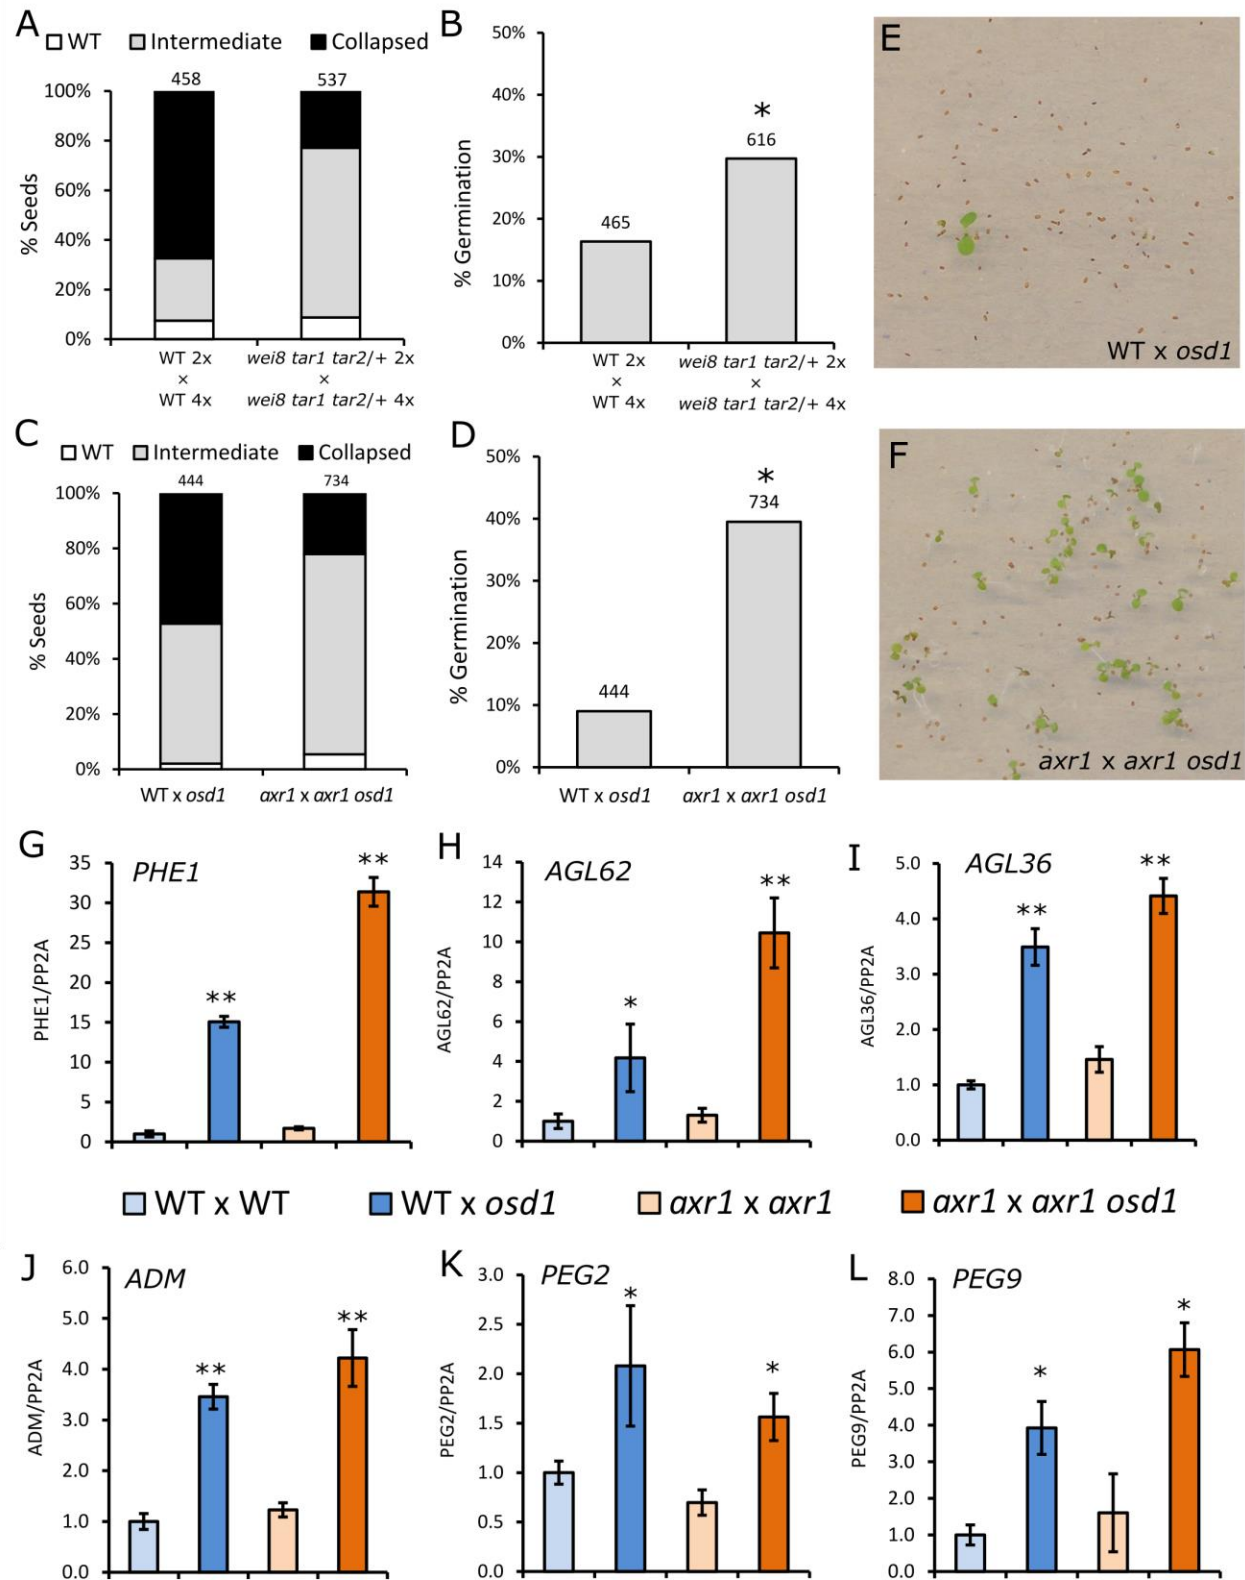 A
WT Intermediate Collapsed
458 537
100%
80%
60%
40%
20%
0%
% Seeds
WT 2x
×
WT 4x
wei8 tar1 tar2/+ 2x
×
wei8 tar1 tar2/+ 4x
B
50%
40%
30%
20%
10%
0%
% Germination
465
*
616
WT 2x
×
WT 4x
wei8 tar1 tar2/+ 2x
×
wei8 tar1 tar2/+ 4x
E
WT x osd1
C
WT Intermediate Collapsed
444 734
100%
80%
60%
40%
20%
0%
% Seeds
WT x osd1 axr1 x axr1 osd1
D
50%
40%
30%
20%
10%
0%
% Germination
444
*
734
WT x osd1 axr1 x axr1 osd1
F
axr1 x axr1 osd1
G
PHE1
35
30
25
20
15
10
5
0
PHE1/PP2A
**
**
H
AGL62
14
12
10
8
6
4
2
0
AGL62/PP2A
*
**
I
AGL36
5.0
4.0
3.0
2.0
1.0
0.0
AGL36/PP2A
**
**
WT x WT WT x osd1 axr1 x axr1 axr1 x axr1 osd1
J
ADM
6.0
5.0
4.0
3.0
2.0
1.0
0.0
ADM/PP2A
**
**
K
PEG2
3.0
2.5
2.0
1.5
1.0
0.5
0.0
PEG2/PP2A
*
*
L
PEG9
8.0
7.0
6.0
5.0
4.0
3.0
2.0
1.0
0.0
PEG9/PP2A
*
*